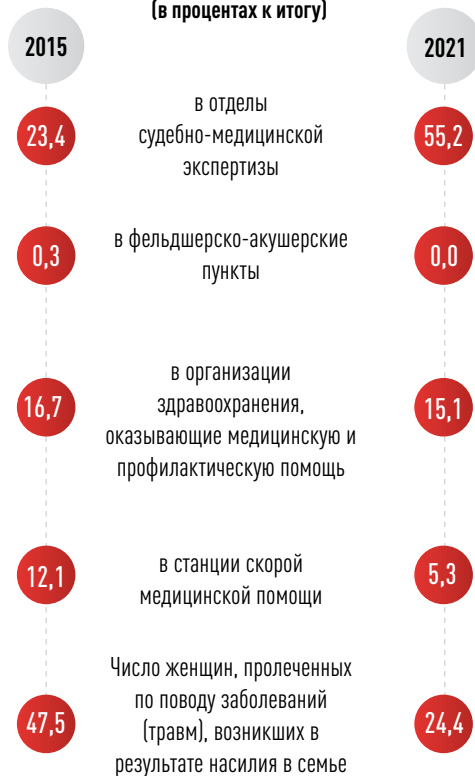 (в процентах к итогу)
2015
2021
23,4
в отделы
судебно-медицинской
экспертизы
55,2
0,3
в фельдшерско-акушерские
пункты
0,0
16,7
в организации
здравоохранения,
оказывающие медицинскую и
профилактическую помощь
15,1
12,1
в станции скорой
медицинской помощи
5,3
47,5
Число женщин, пролеченных
по поводу заболеваний
(травм), возникших в
результате насилия в семье
24,4